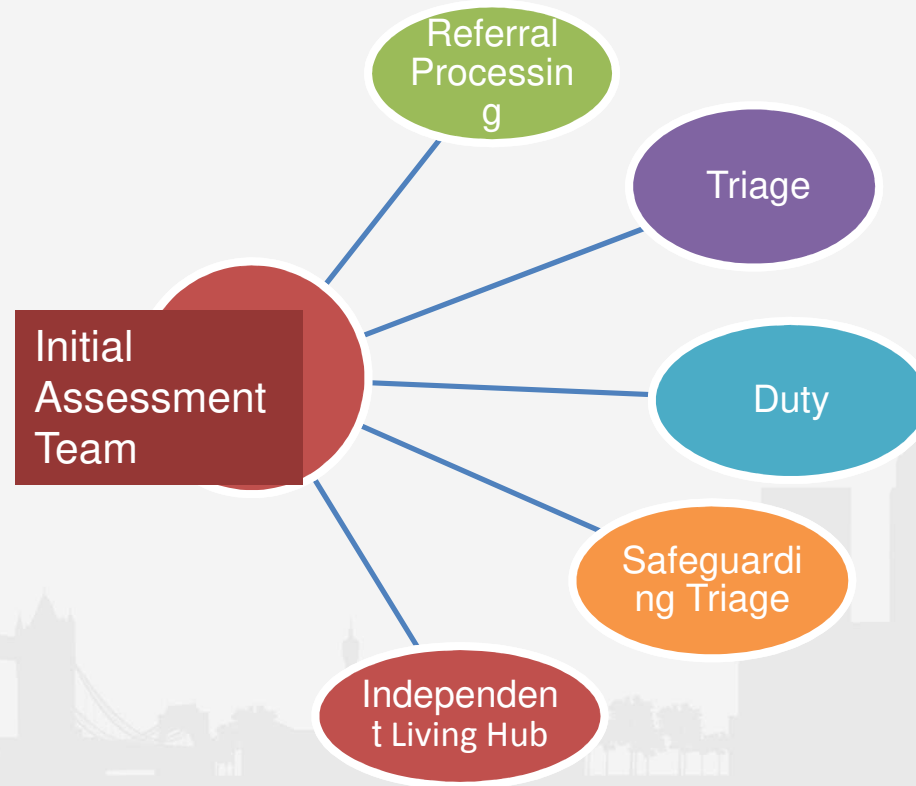 Referral
Processin
g
Triage
Initial
Assessment
Team
Duty
Safeguardi
ng Triage
Independen
t Living Hub